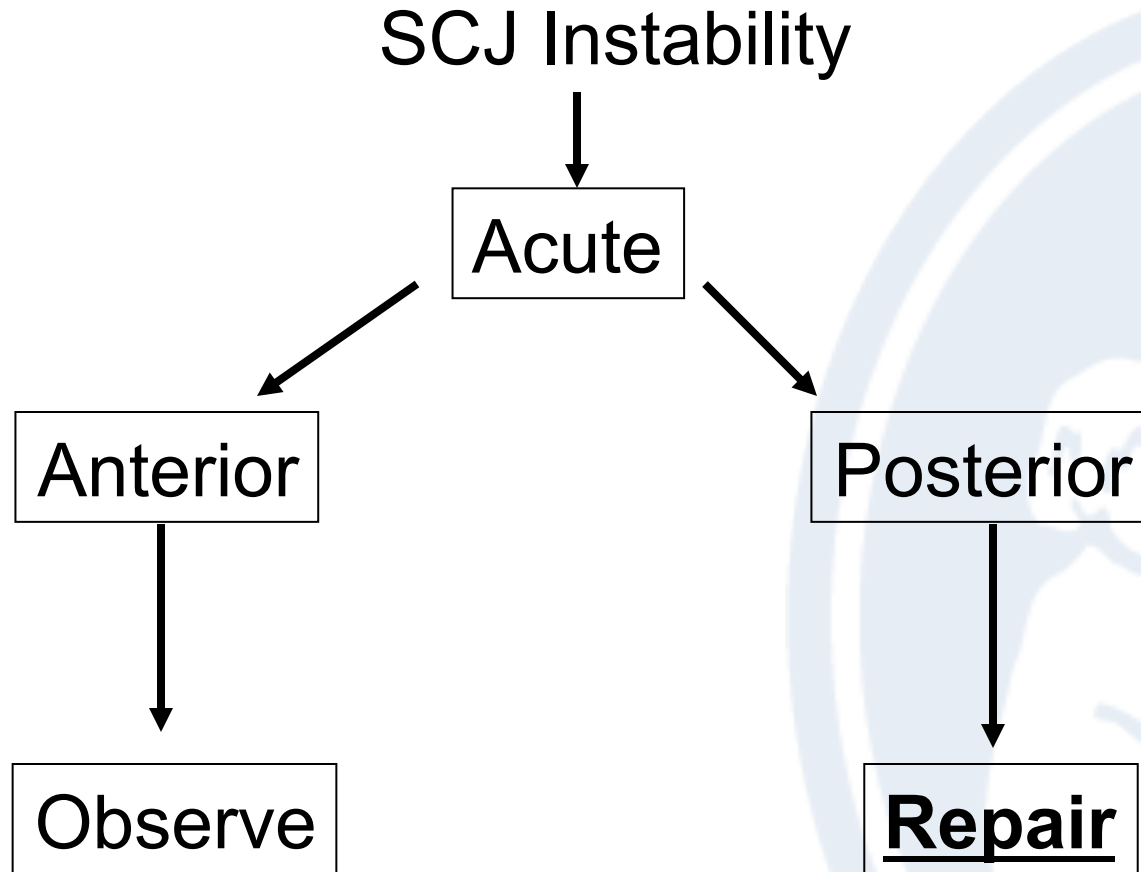 SCJ Instability
Acute
Anterior
Posterior
Observe
Repair